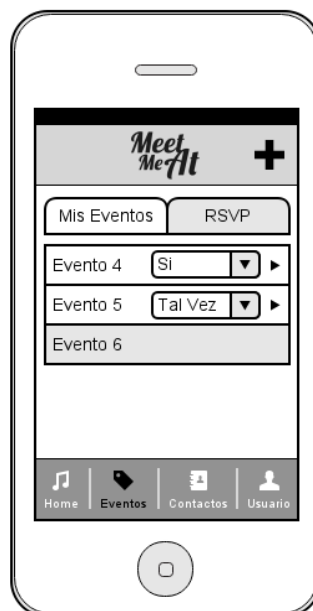 Meet
Me At
Mis Eventos RSVP
Evento 4 Si
Evento 5 Tal Vez
Evento 6
Home Eventos Contactos Usuario